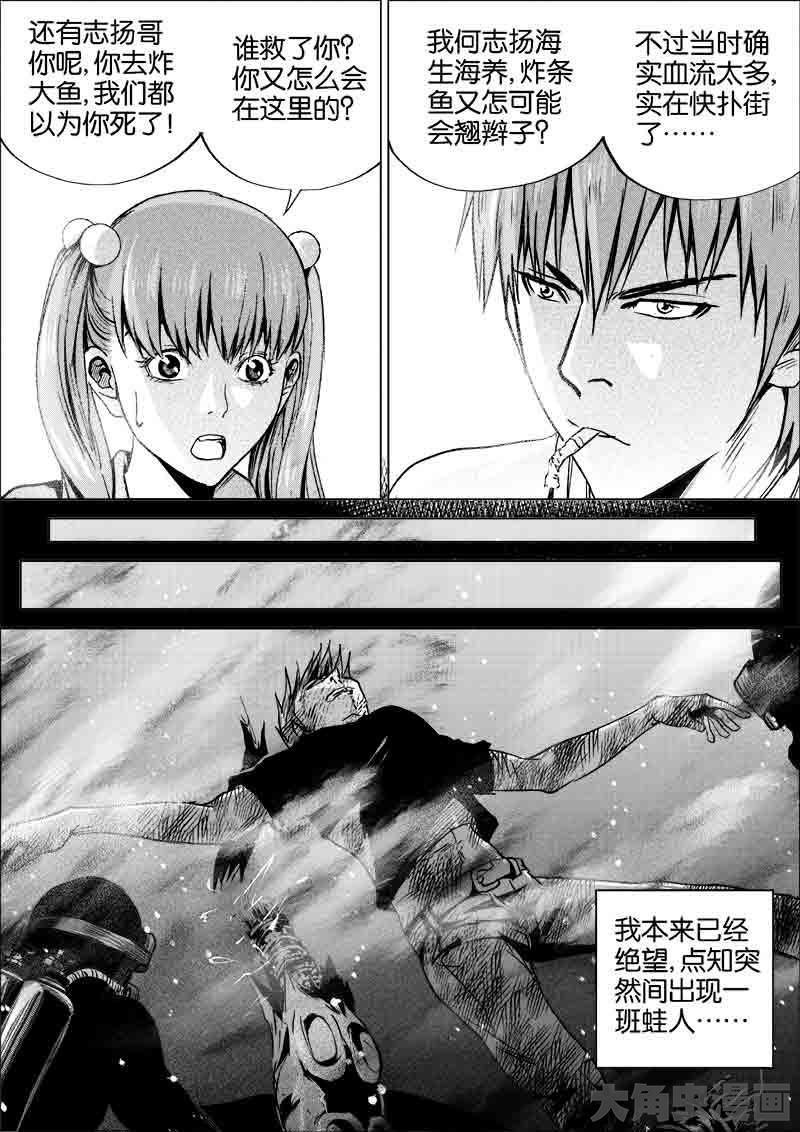 还有志扬哥
你呢，你去炸
大鱼，我们都
以为你死了！
谁救了你？
你又怎么会
在这里的？
我何志扬海
生海养，炸条
鱼又怎可能
会翘辫子？
不过当时确
实血流太多，
实在快扑街
了……
我本来已经
绝望，点知突
然间出现一
班蛙人……
大角虫漫画